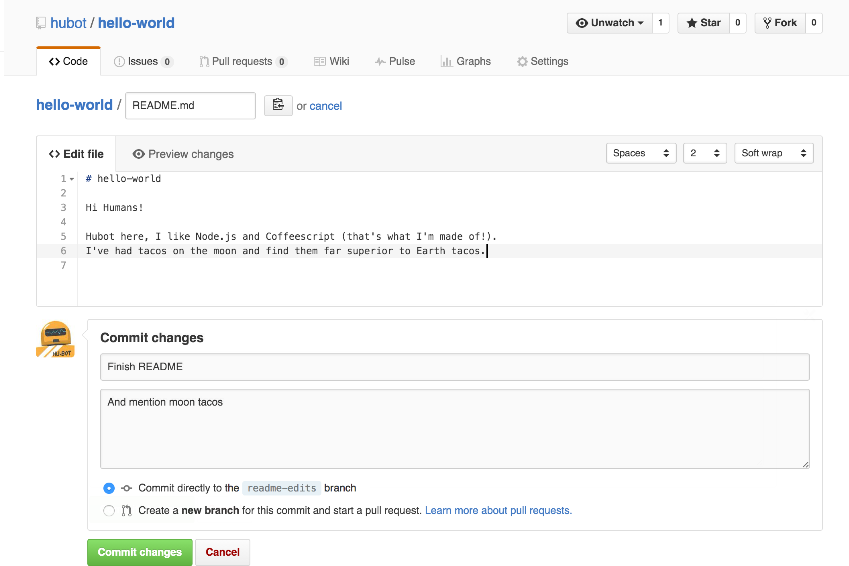 hubot / hello-world
Unwatch 1 Star 0 Fork 0
Code Issues 0 Pull requests 0 Wiki Pulse Graphs Settings
hello-world / README.md or cancel
Edit file Preview changes Spaces 2 Soft wrap
1 # hello-world
2
3 Hi Humans!
4
5 Hubot here, I like Node.js and Coffeescript (that's what I'm made of!).
6 I've had tacos on the moon and find them far superior to Earth tacos.
7
HU-BOT
Commit changes
Finish README
And mention moon tacos
Commit directly to the readme-edits branch
Create a new branch for this commit and start a pull request. Learn more about pull requests.
Commit changes Cancel